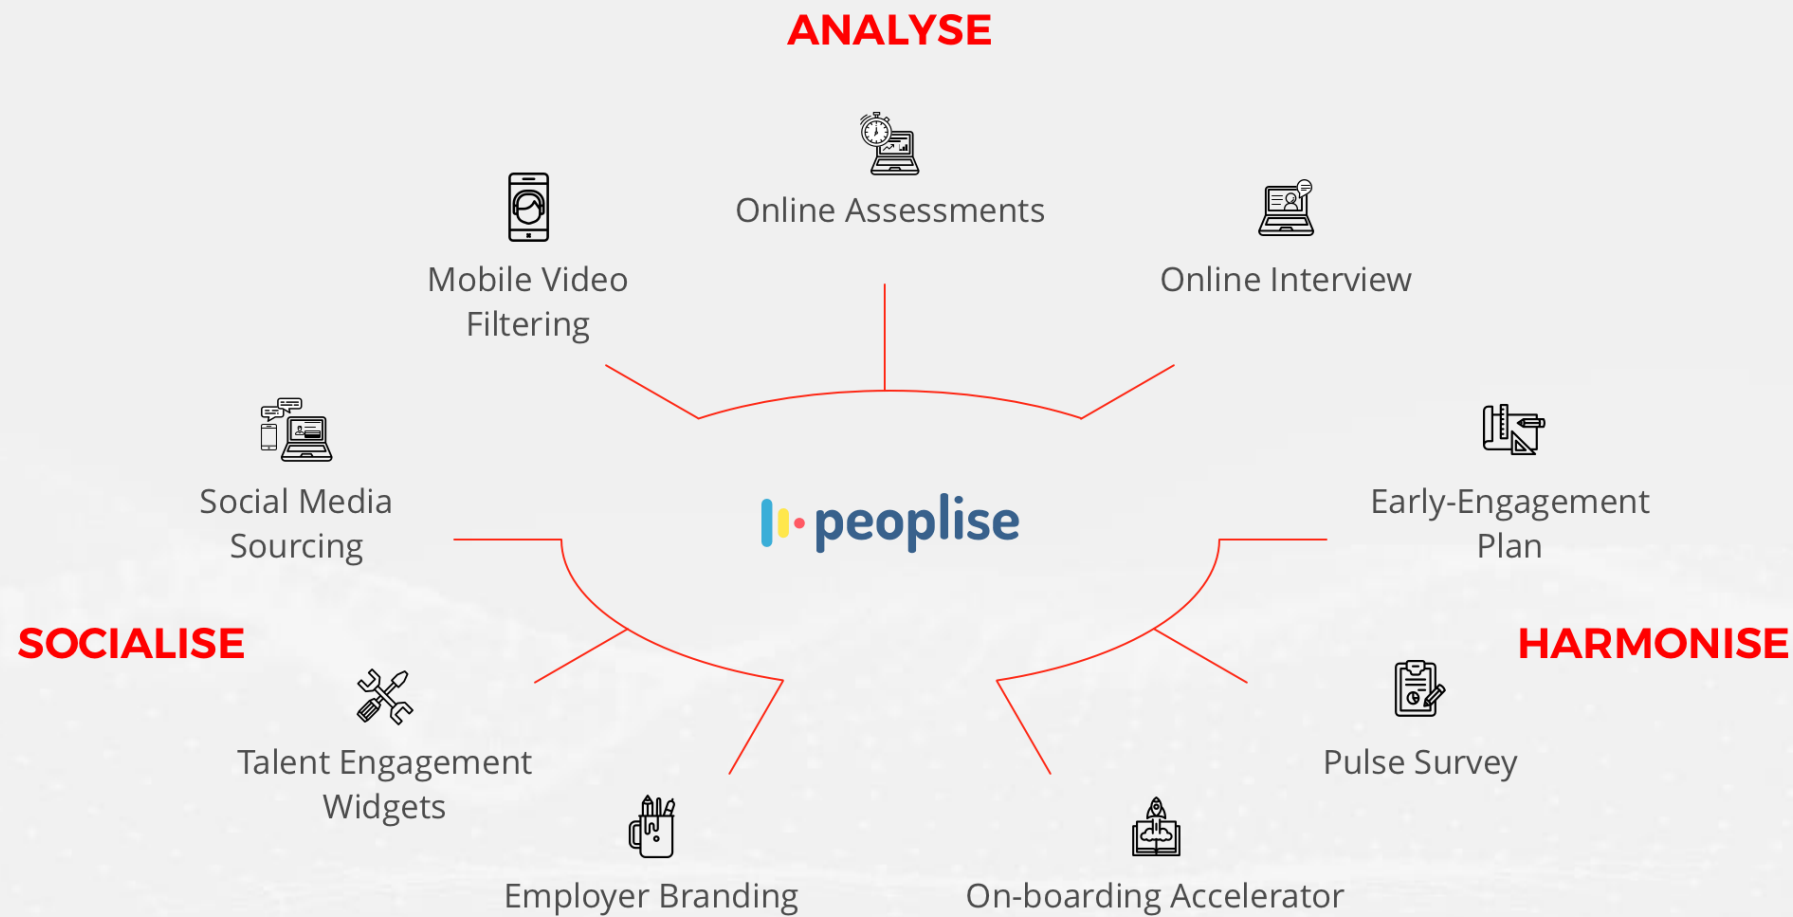 ANALYSE
Online Assessments
Mobile Video
Filtering
Online Interview
Social Media
Sourcing
peoplise
Early-Engagement
Plan
SOCIALISE
HARMONISE
Talent Engagement
Widgets
Pulse Survey
Employer Branding
On-boarding Accelerator